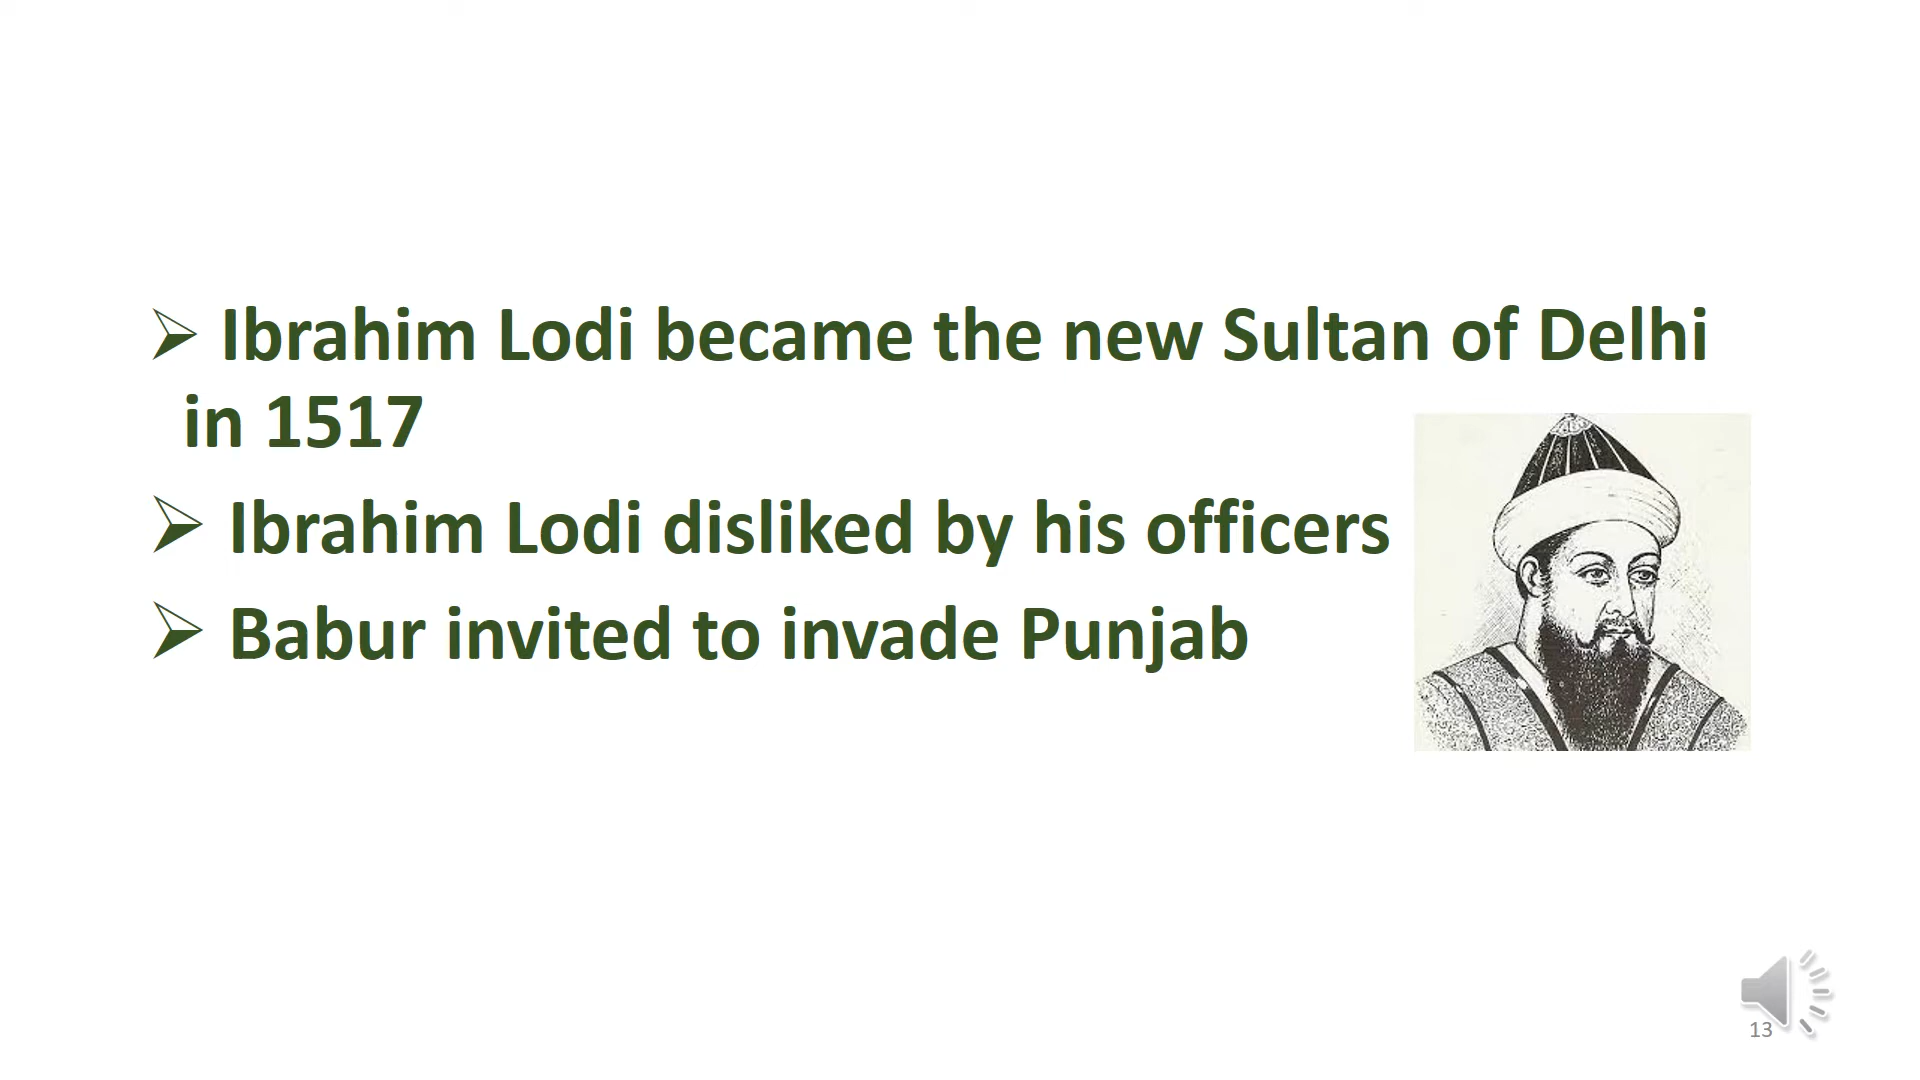 ➢ Ibrahim Lodi became the new Sultan of Delhi
in 1517
➢ Ibrahim Lodi disliked by his officers
➢ Babur invited to invade Punjab
13